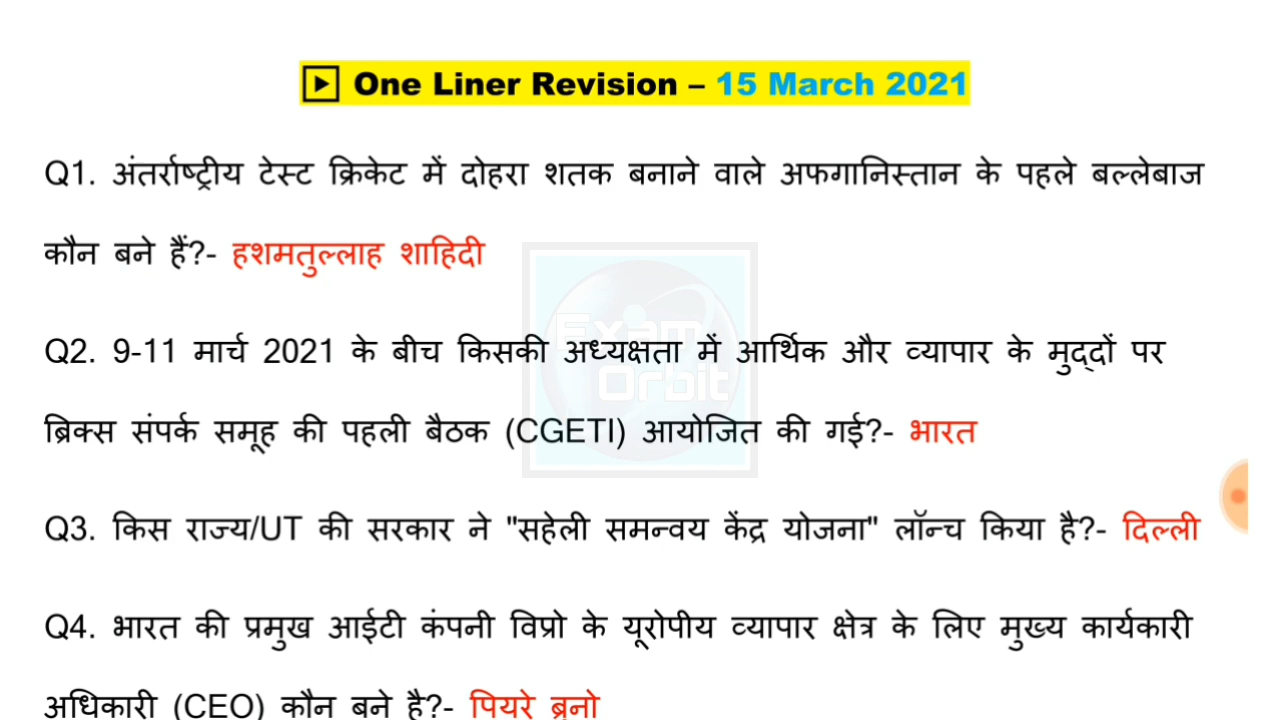 One Liner Revision – 15 March 2021
Q1. अंतर्राष्ट्रीय टेस्ट क्रिकेट में दोहरा शतक बनाने वाले अफगानिस्तान के पहले बल्लेबाज
कौन बने हैं?- हशमतुल्लाह शाहिदी
Exam
Orbit
Q2. 9-11 मार्च 2021 के बीच किसकी अध्यक्षता में आर्थिक और व्यापार के मुद्दों पर
ब्रिक्स संपर्क समूह की पहली बैठक (CGETI) आयोजित की गई?- भारत
Q3. किस राज्य/UT की सरकार ने "सहेली समन्वय केंद्र योजना" लॉन्च किया है?- दिल्ली
Q4. भारत की प्रमुख आईटी कंपनी विप्रो के यूरोपीय व्यापार क्षेत्र के लिए मुख्य कार्यकारी
अधिकारी (CEO) कौन बने है?- पियरे ब्रुनो